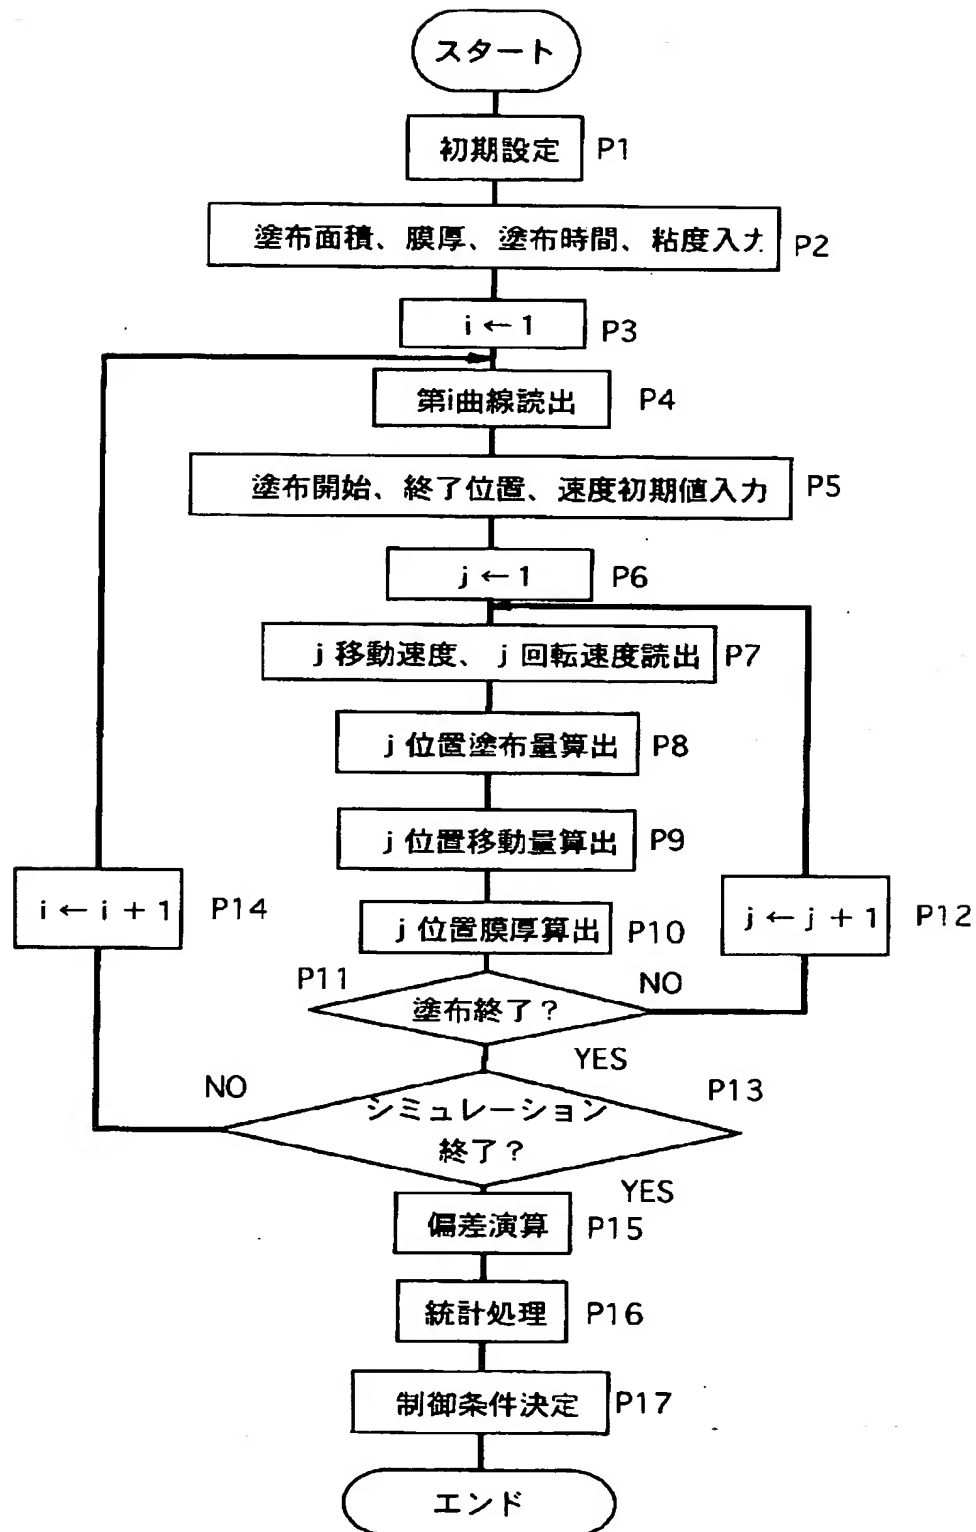 スタート
初期設定 P1
塗布面積、膜厚、塗布時間、粘度入力 P2
i ← 1 P3
第i曲線読出 P4
塗布開始、終了位置、速度初期値入力 P5
j ← 1 P6
j 移動速度、j 回転速度読出 P7
j 位置塗布量算出 P8
j 位置移動量算出 P9
i ← i + 1 P14
j 位置膜厚算出 P10
j ← j + 1 P12
P11
塗布終了?
NO
YES
NO
P13
シミュレーション
終了?
YES
偏差演算 P15
統計処理 P16
制御条件決定 P17
エンド